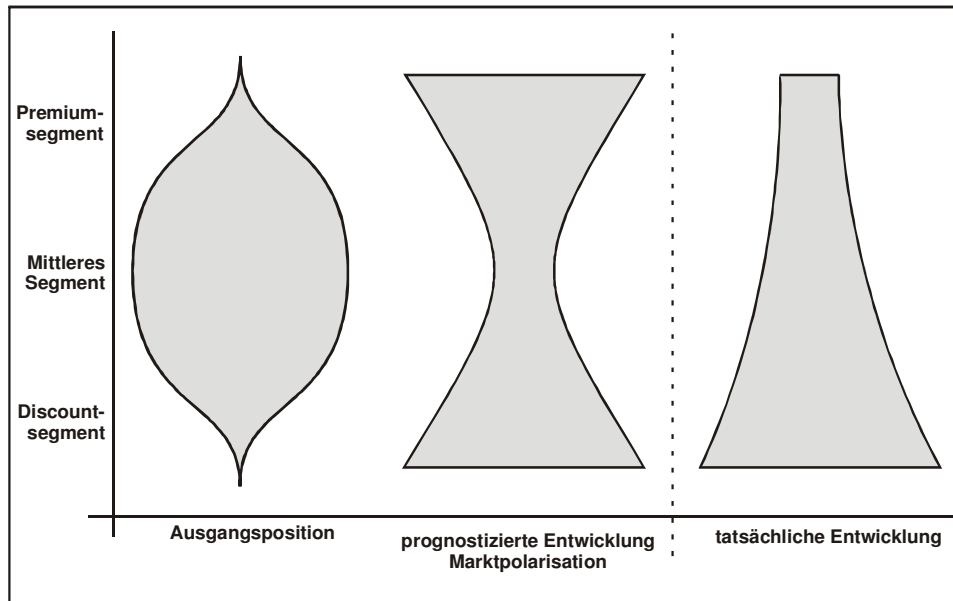 Premium-
segment
Mittleres
Segment
Discount-
segment
Ausgangsposition
prognostizierte Entwicklung
Marktpolarisation
tatsächliche Entwicklung